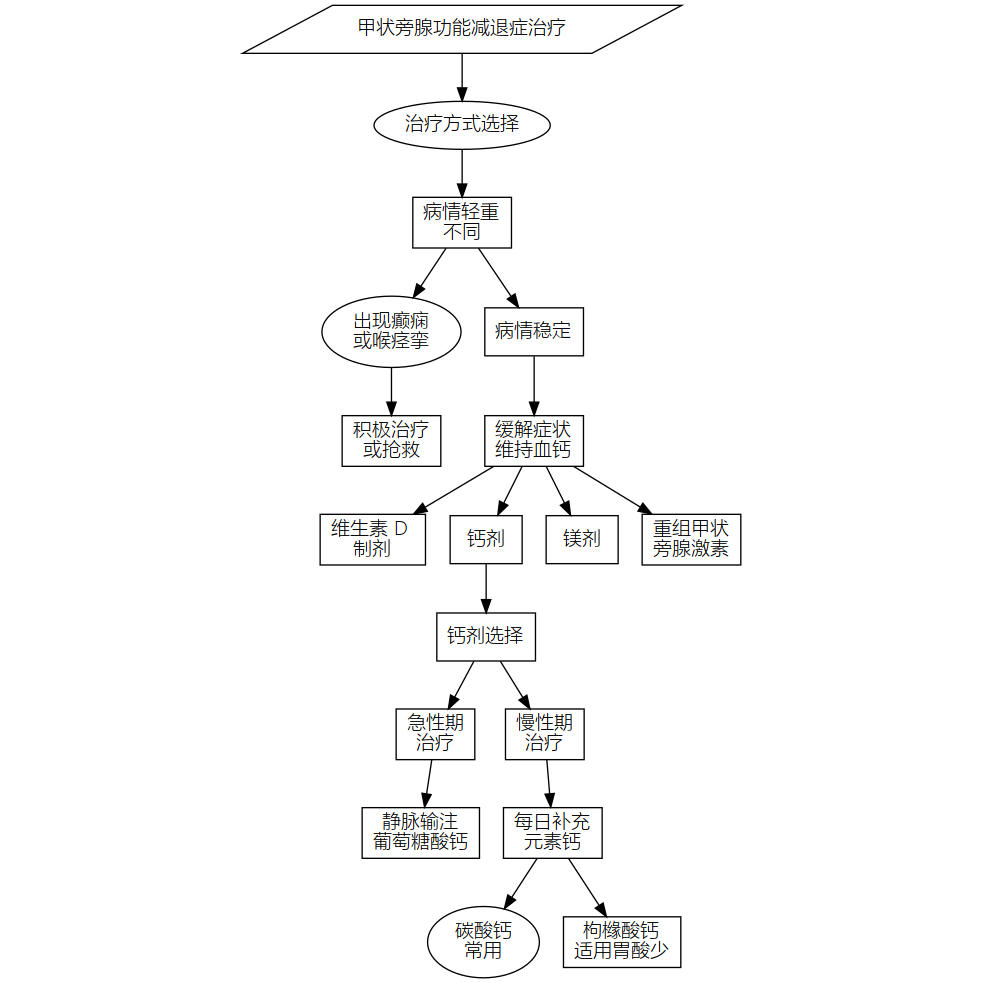 甲状旁腺功能减退症治疗
治疗方式选择
病情轻重
不同
出现癫痫
或喉痉挛
病情稳定
积极治疗
或抢救
缓解症状
维持血钙
维生素 D
制剂
钙剂
镁剂
重组甲状
旁腺激素
钙剂选择
急性期
治疗
慢性期
治疗
静脉输注
葡萄糖酸钙
每日补充
元素钙
碳酸钙
常用
枸橼酸钙
适用胃酸少